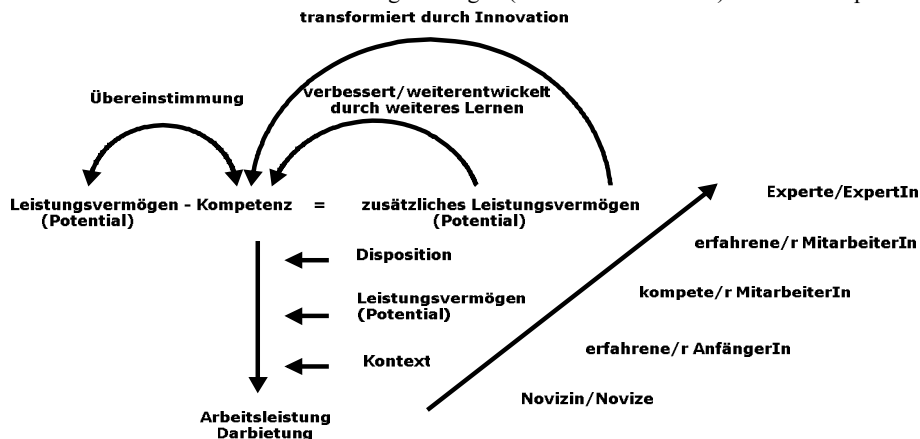 transformiert durch Innovation
Übereinstimmung
verbessert/weiterentwickelt
durch weiteres Lernen
Leistungsvermögen - Kompetenz = zusätzliches Leistungsvermögen
(Potential) (Potential)
Experte/ExpertIn
erfahrene/r MitarbeiterIn
kompete/r MitarbeiterIn
erfahrene/r AnfängerIn
Novizin/Novize
Disposition
Leistungsvermögen
(Potential)
Kontext
Arbeitsleistung
Darbietung